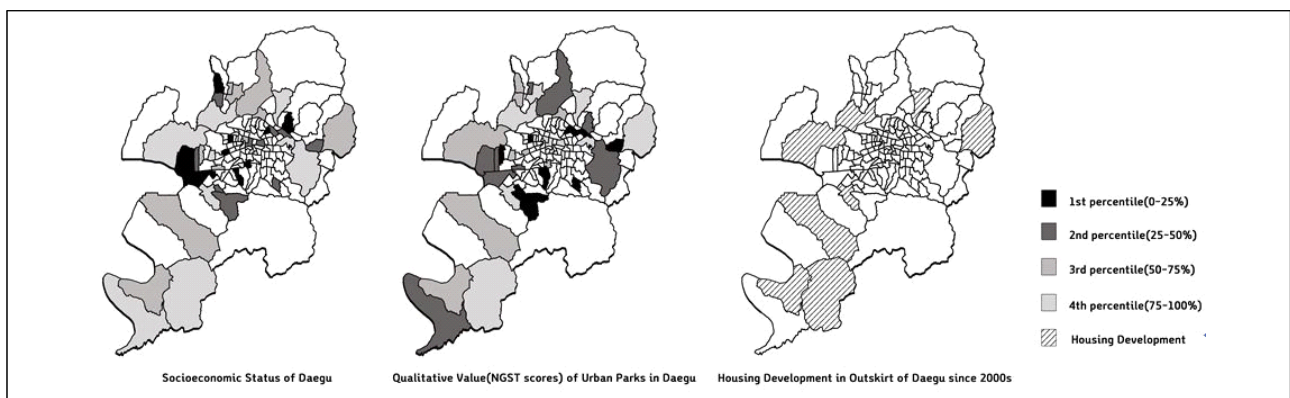 1st percentile(0-25%)
2nd percentile(25-50%)
3rd percentile(50-75%)
4th percentile(75-100%)
Housing Development
Socioeconomic Status of Daegu
Qualitative Value(NGST scores) of Urban Parks in Daegu
Housing Development in Outskirt of Daegu since 2000s